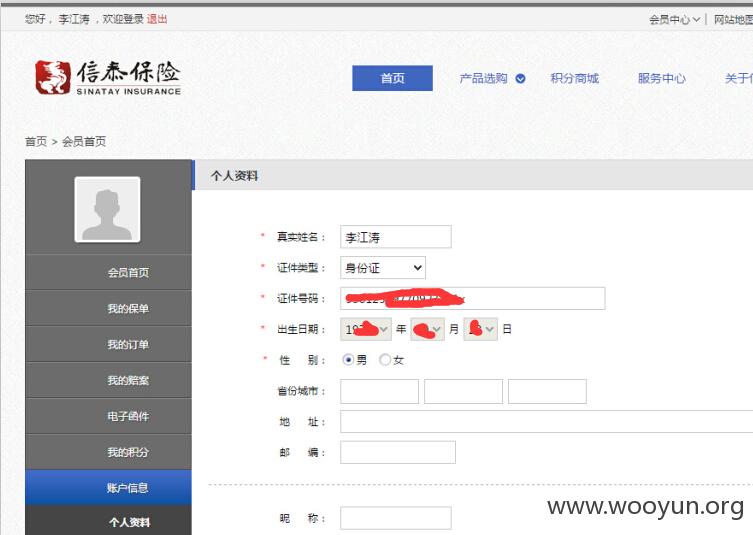 您好， 李江涛 ，欢迎登录 退出
会员中心 | 网站地图
信泰保险
SINATAY INSURANCE
首页 产品选购 积分商城 服务中心 关于
首页 > 会员首页
个人资料
会员首页
我的保单
我的订单
我的赔案
电子函件
我的积分
账户信息
个人资料
* 真实姓名： 李江涛
* 证件类型： 身份证
* 证件号码：
* 出生日期： 年 月 日
* 性 别： 男 女
省份城市：
地 址：
邮 编：
昵 称：
www.wooyun.org